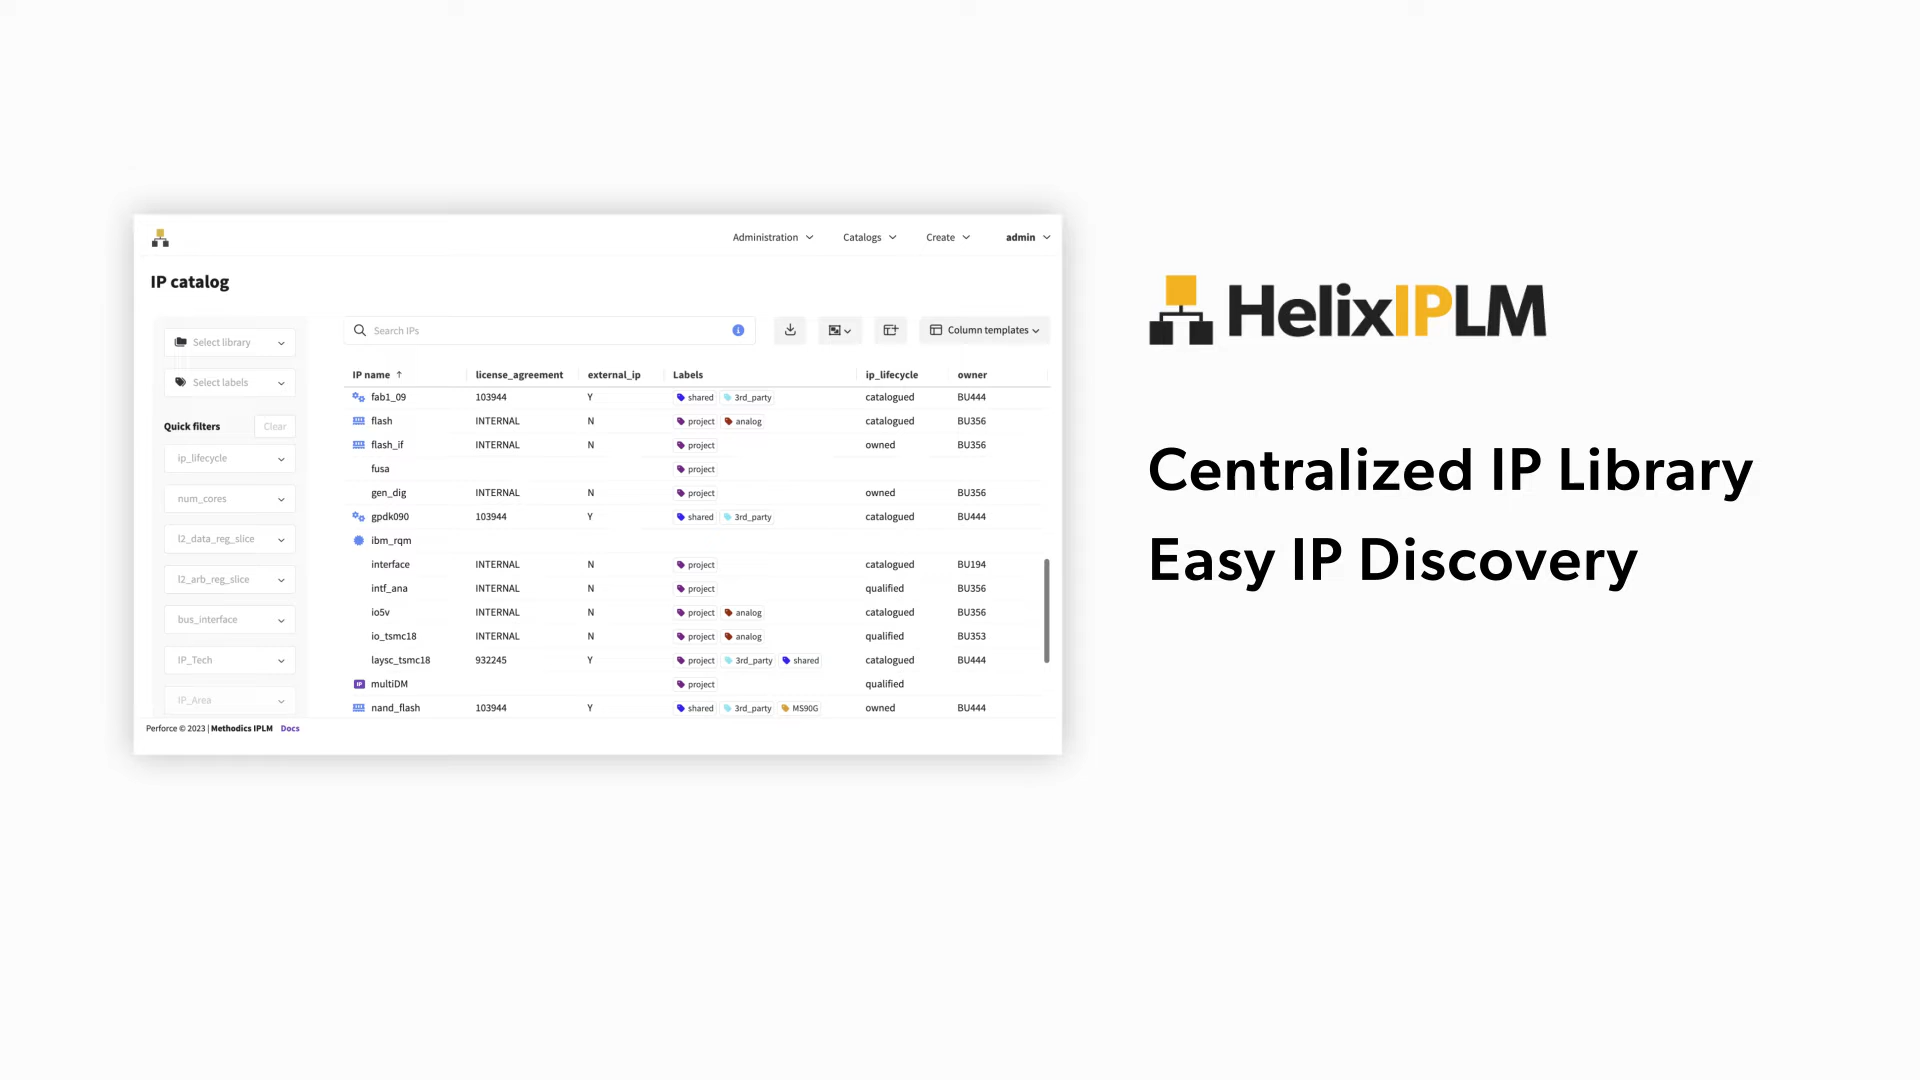 Administration Catalogs Create admin
IP catalog
Select library
Select labels
Quick filters Clear
ip_lifecycle
num_cores
l2_data_reg_slice
l2_arb_reg_slice
bus_interface
IP_Tech
IP_Area
Search IPs
Column templates
IP name license_agreement external_ip Labels ip_lifecycle owner
fab1_09 103944 Y shared 3rd_party catalogued BU444
flash INTERNAL N project analog catalogued BU356
flash_if INTERNAL N project owned BU356
fusa project
gen_dig INTERNAL N project owned BU356
gpdk090 103944 Y shared 3rd_party catalogued BU444
ibm_rqm
interface INTERNAL N project catalogued BU194
intf_ana INTERNAL N project qualified BU356
io5v INTERNAL N project analog catalogued BU356
io_tsmc18 INTERNAL N project analog qualified BU353
laysc_tsmc18 932245 Y project 3rd_party shared catalogued BU444
IP multiDM project qualified
nand_flash 103944 Y shared 3rd_party MS90G owned BU444
Perforce © 2023 | Methodics IPLM Docs
HelixIPLM
Centralized IP Library
Easy IP Discovery